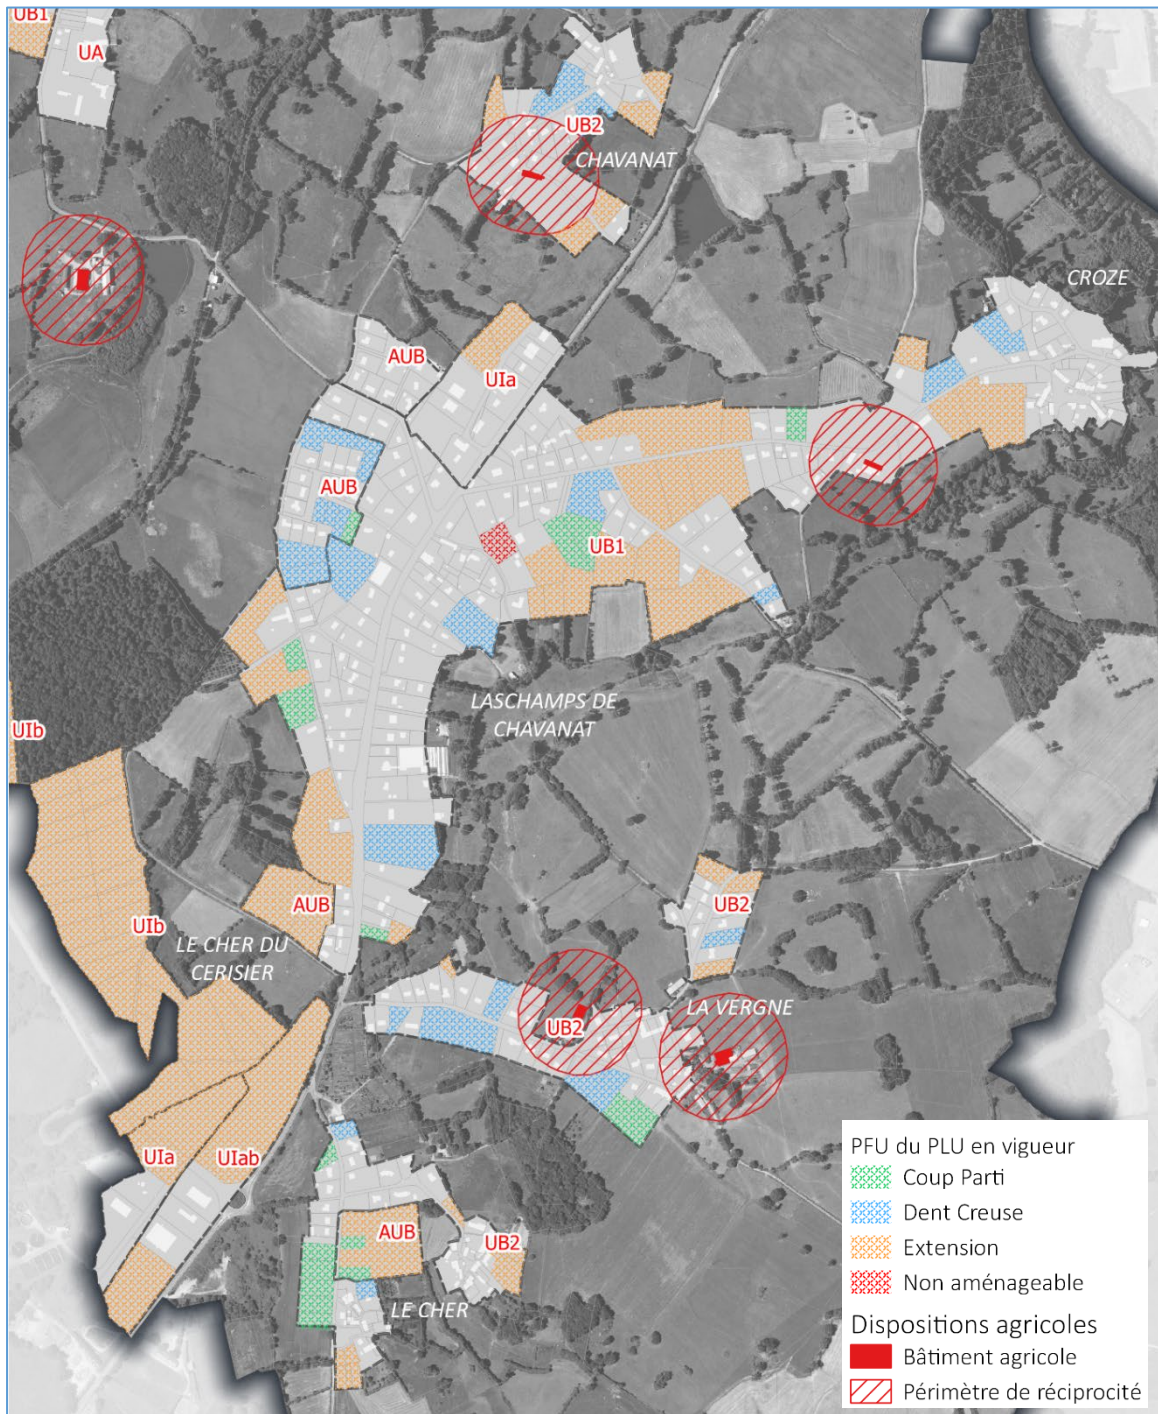 UB1
UA
UB2
CHAVANAT
CROZE
AUB
UIa
AUB
UB1
LASCHAMPS DE
CHAVANAT
UIb
AUB
UB2
UIb
LE CHER DU
CERISIER
LA VERGNE
UB2
UIa
UIab
AUB
UB2
LE CHER
PFU du PLU en vigueur
Coup Parti
Dent Creuse
Extension
Non aménageable
Dispositions agricoles
Bâtiment agricole
Périmètre de réciprocité